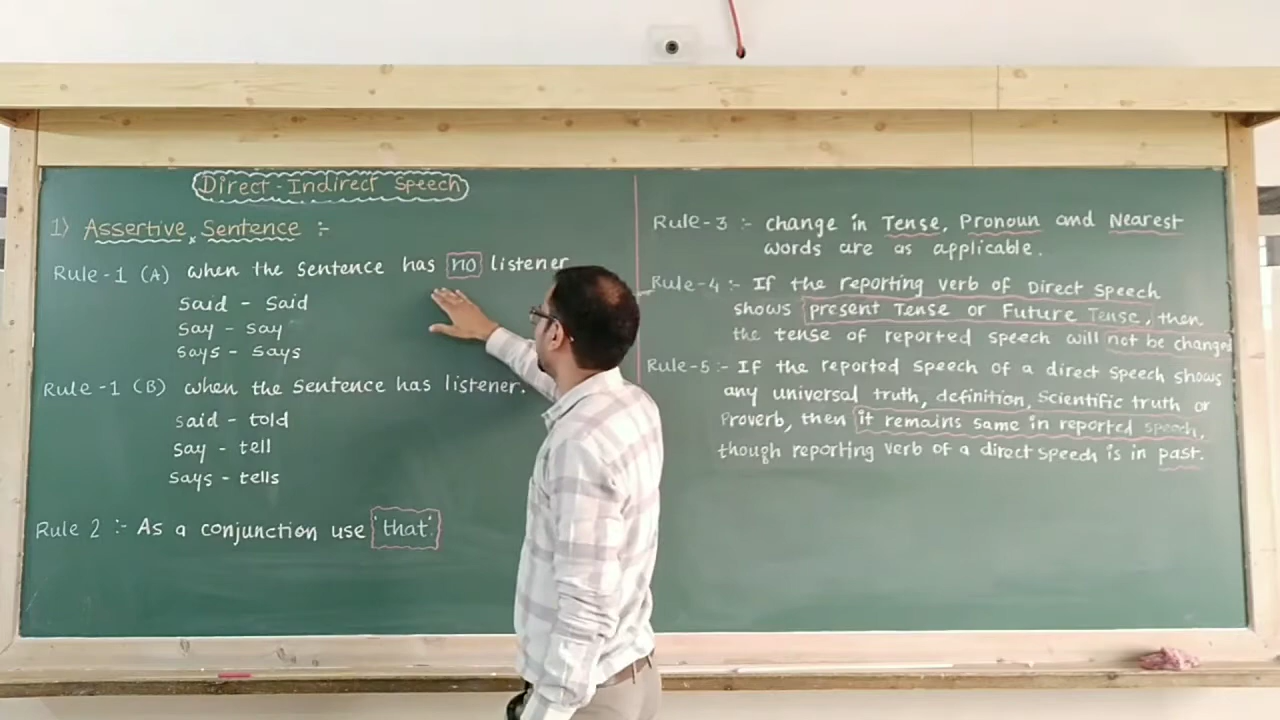 Direct-Indirect Speech
1) Assertive Sentence :-
Rule-1 (A) when the sentence has no listener
said - said
say - say
says - says
Rule-1 (B) when the sentence has listener.
said - told
say - tell
says - tells
Rule 2 :- As a conjunction use 'that'.
Rule-3 :- change in Tense, Pronoun and Nearest
words are as applicable.
Rule-4 :- If the reporting verb of Direct speech
shows present Tense or Future Tense, then
the tense of reported speech will not be changed
Rule-5:- If the reported speech of a direct speech shows
any universal truth, definition, scientific truth or
Proverb, then it remains same in reported speech,
though reporting verb of a direct speech is in past.